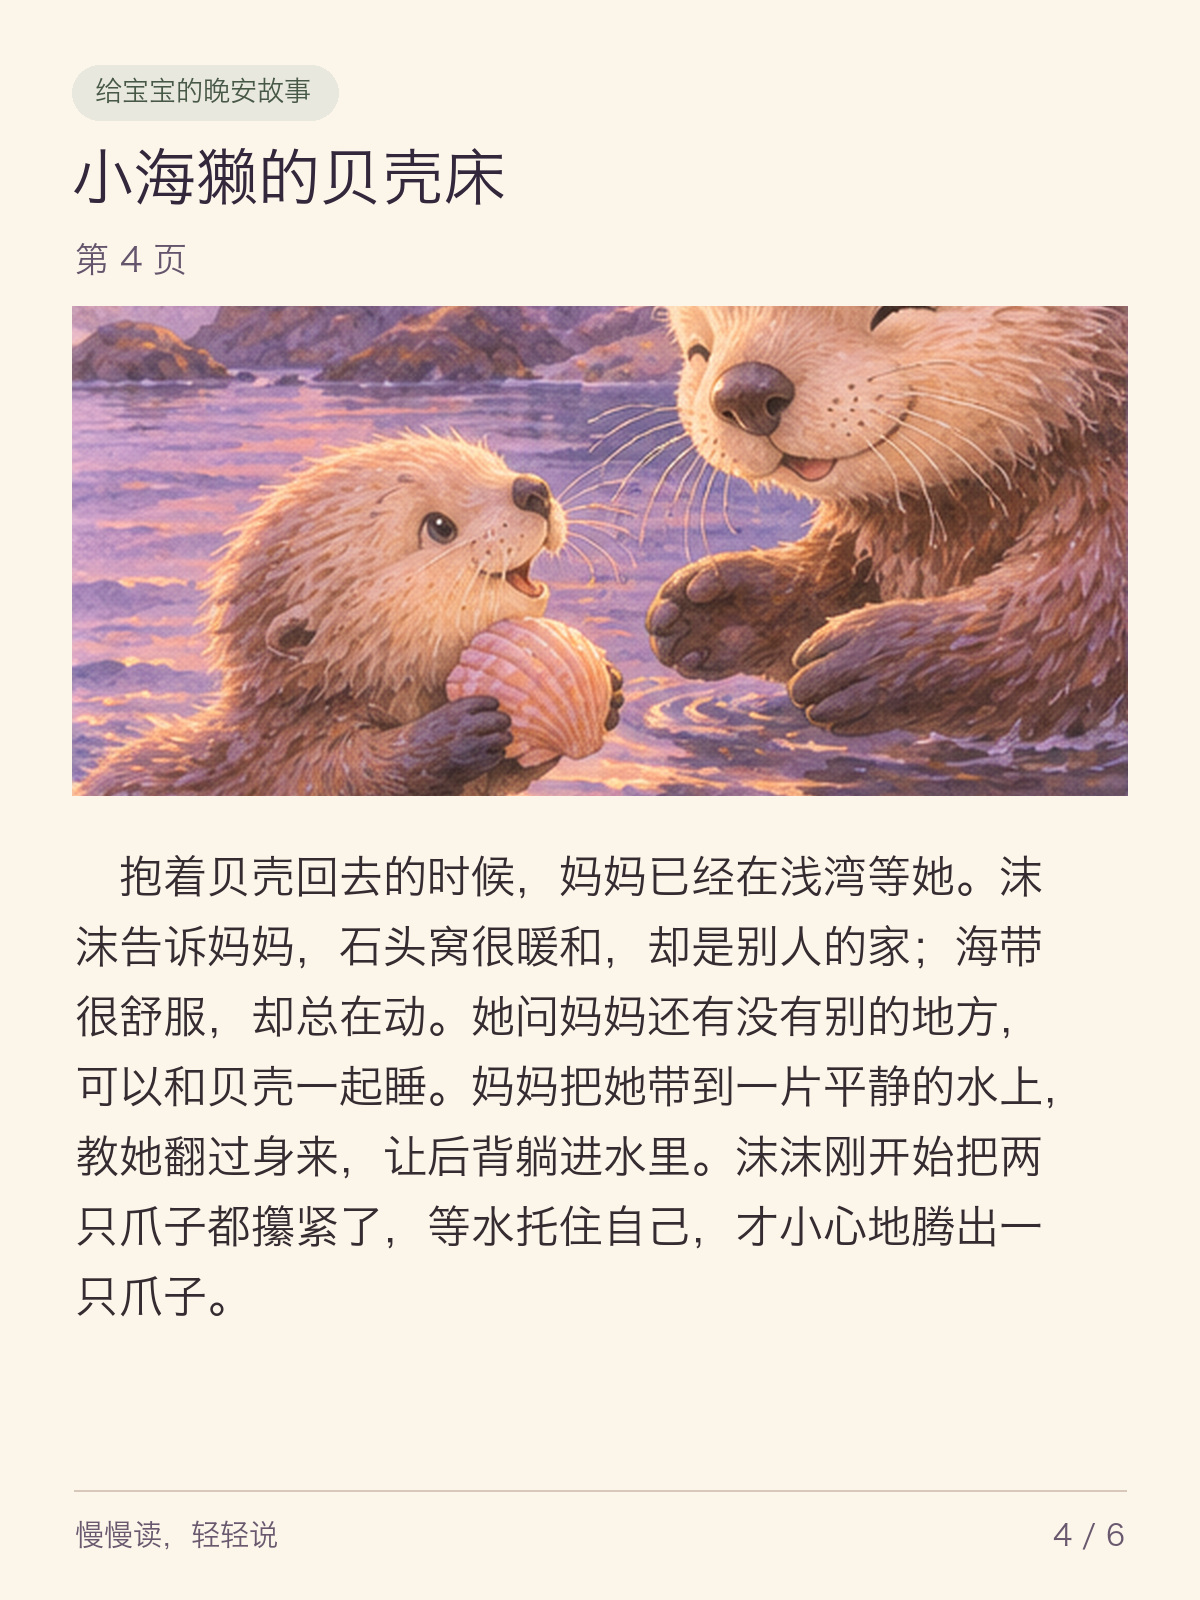 给宝宝的晚安故事
小海獭的贝壳床
第 4 页
抱着贝壳回去的时候，妈妈已经在浅湾等她。沫
沫告诉妈妈，石头窝很暖和，却是别人的家；海带
很舒服，却总在动。她问妈妈还有没有别的地方，
可以和贝壳一起睡。妈妈把她带到一片平静的水上，
教她翻过身来，让后背躺进水里。沫沫刚开始把两
只爪子都攥紧了，等水托住自己，才小心地腾出一
只爪子。
慢慢读，轻轻说
4 / 6